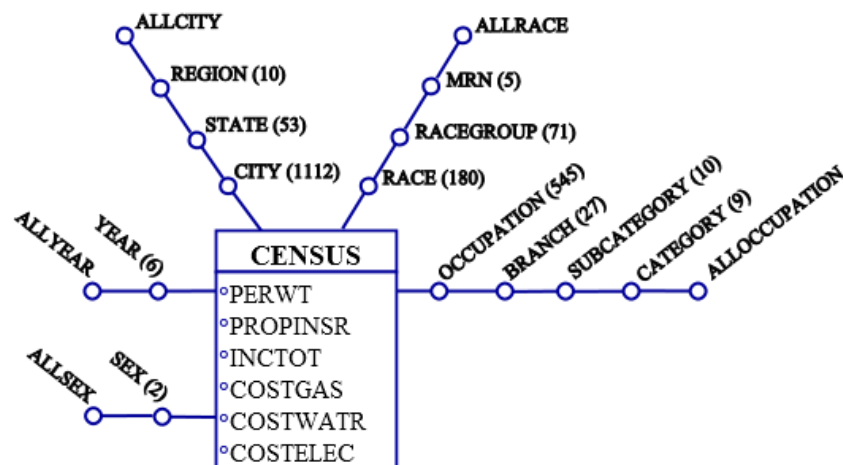 ALLCITY
REGION (10)
STATE (53)
CITY (1112)
ALLRACE
MRN (5)
RACEGROUP (71)
RACE (180)
OCCUPATION (545)
BRANCH (27)
SUBCATEGORY (10)
CATEGORY (9)
ALLOCCUPATION
ALLYEAR
YEAR (6)
ALLSEX
SEX (2)
CENSUS
PERWT
PROPINSR
INCTOT
COSTGAS
COSTWATR
COSTELEC